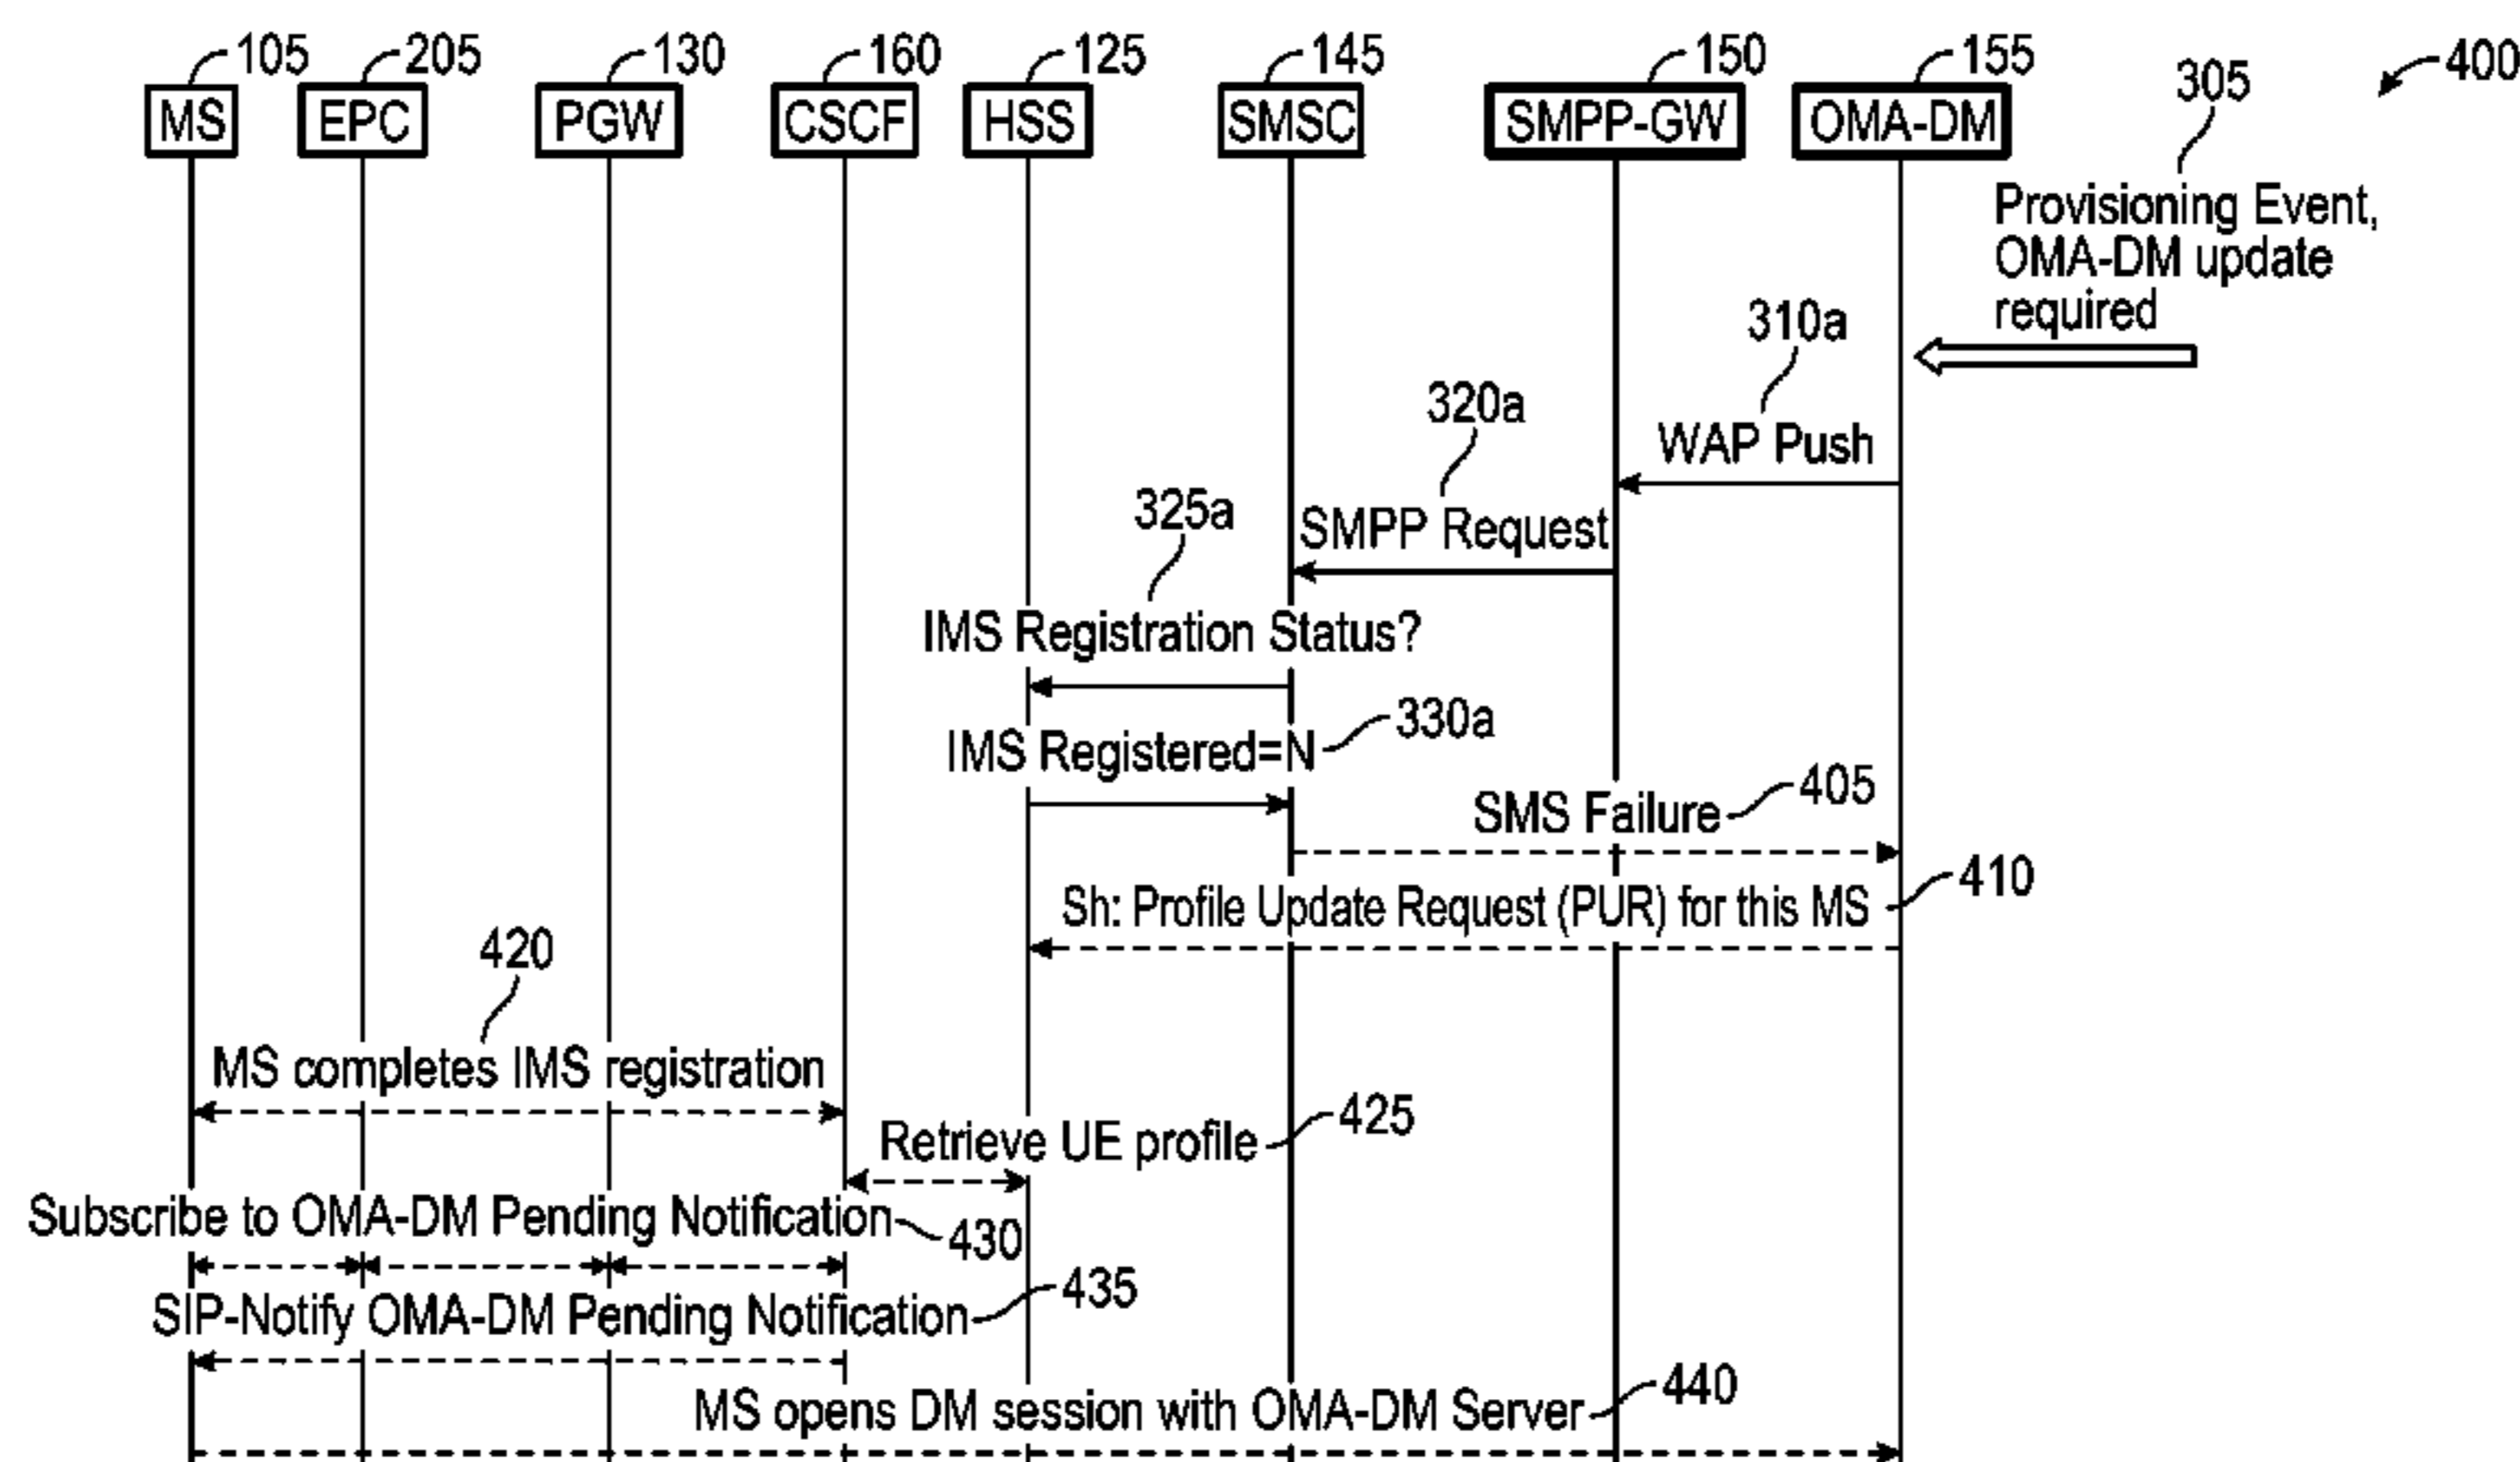 105
205
130
160
125
145
150
155
305
400
MS
EPC
PGW
CSCF
HSS
SMSC
SMPP-GW
OMA-DM
Provisioning Event,
OMA-DM update
required
310a
WAP Push
320a
SMPP Request
325a
IMS Registration Status?
330a
IMS Registered=N
405
SMS Failure
410
Sh: Profile Update Request (PUR) for this MS
420
MS completes IMS registration
425
Retrieve UE profile
Subscribe to OMA-DM Pending Notification
430
435
SIP-Notify OMA-DM Pending Notification
440
MS opens DM session with OMA-DM Server